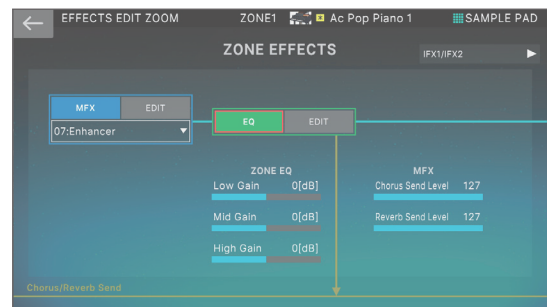 EFFECTS EDIT ZOOM ZONE1 Ac Pop Piano 1 SAMPLE PAD
ZONE EFFECTS
IFX1/IFX2
MFX EDIT
07:Enhancer
EQ EDIT
ZONE EQ
Low Gain 0[dB]
Mid Gain 0[dB]
High Gain 0[dB]
MFX
Chorus Send Level 127
Reverb Send Level 127
Chorus/Reverb Send